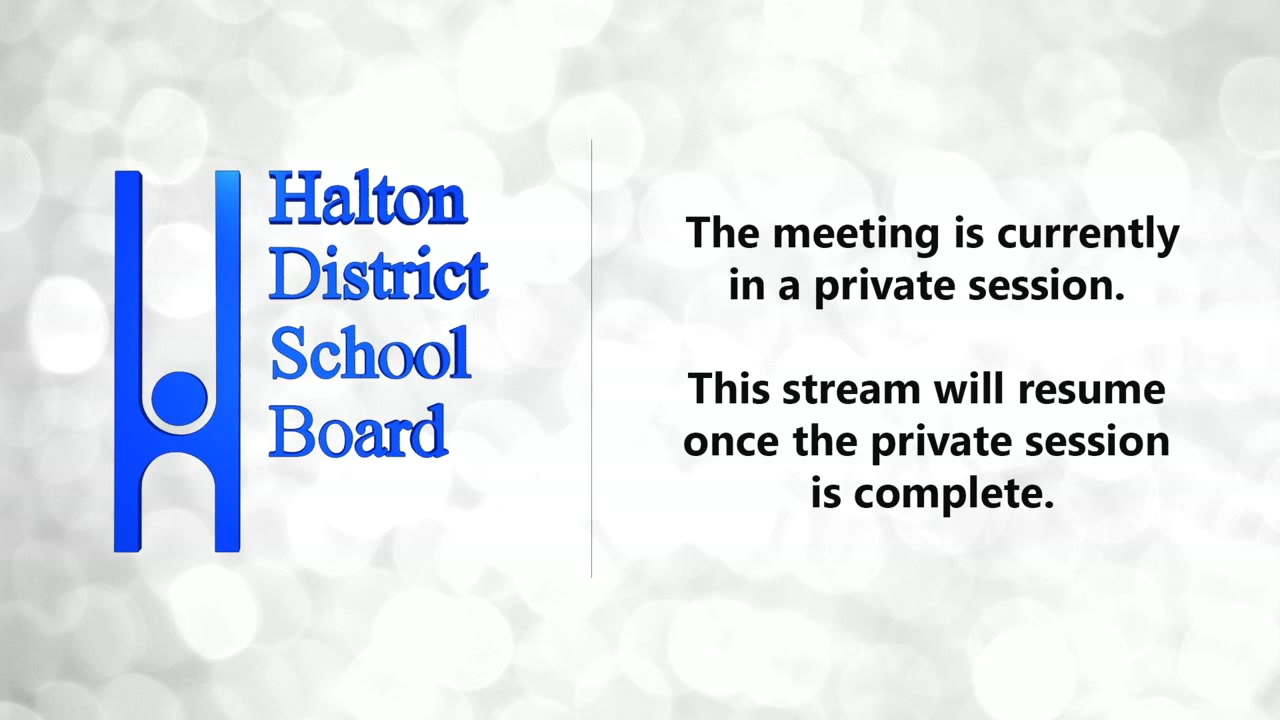 Halton
District
School
Board
The meeting is currently
in a private session.
This stream will resume
once the private session
is complete.